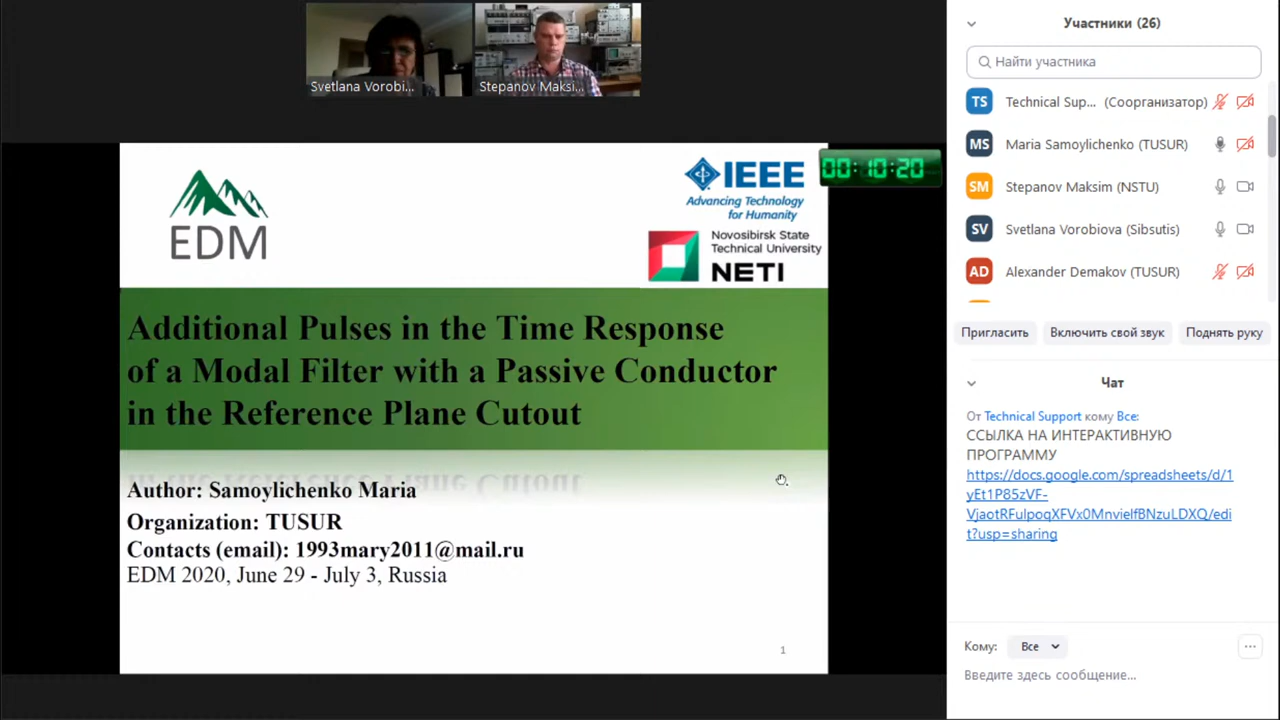 Svetlana Vorobi...
Stepanov Maksi...
EDM
IEEE
Advancing Technology
for Humanity
Novosibirsk State
Technical University
NETI
00:10:20
Additional Pulses in the Time Response
of a Modal Filter with a Passive Conductor
in the Reference Plane Cutout
Author: Samoylichenko Maria
Organization: TUSUR
Contacts (email): 1993mary2011@mail.ru
EDM 2020, June 29 - July 3, Russia
1
Участники (26)
Найти участника
TS Technical Sup... (Соорганизатор)
MS Maria Samoylichenko (TUSUR)
SM Stepanov Maksim (NSTU)
SV Svetlana Vorobiova (Sibsutis)
AD Alexander Demakov (TUSUR)
Пригласить Включить свой звук Поднять руку
Чат
От Technical Support кому Все:
ССЫЛКА НА ИНТЕРАКТИВНУЮ
ПРОГРАММУ
https://docs.google.com/spreadsheets/d/1
yEt1P85zVF-
VjaotRFulpoqXFVx0MnvielfBNzuLDXQ/edi
t?usp=sharing
Кому: Все
Введите здесь сообщение...